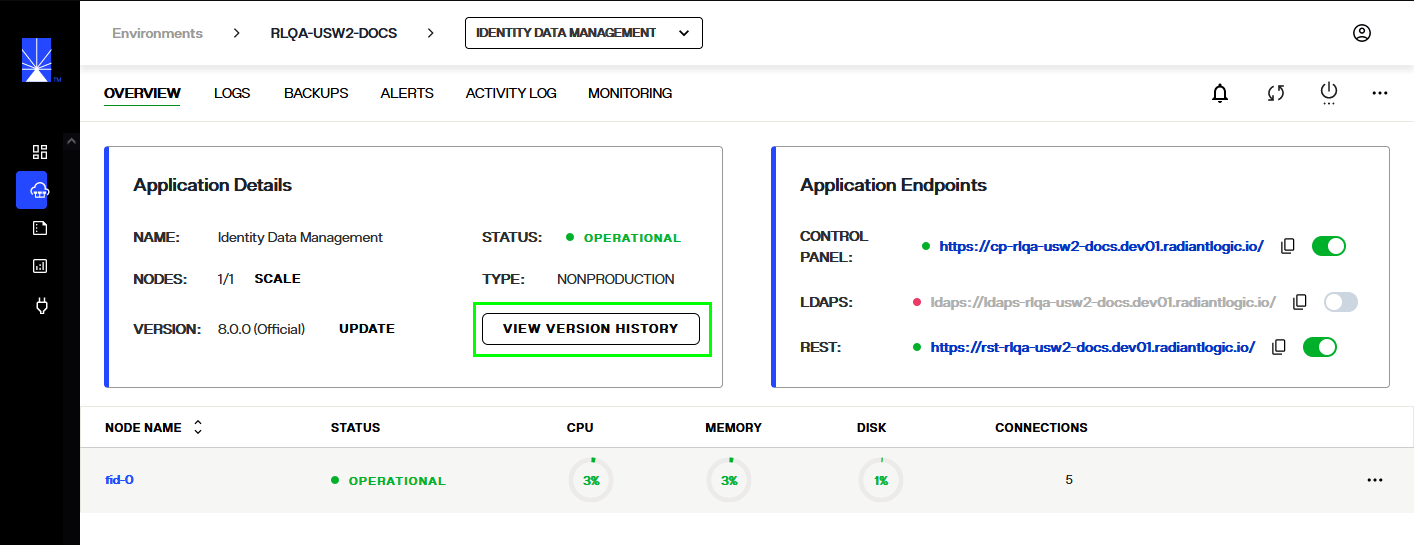 Environments > RLQA-USW2-DOCS > IDENTITY DATA MANAGEMENT
TM
OVERVIEW LOGS BACKUPS ALERTS ACTIVITY LOG MONITORING
Application Details
NAME: Identity Data Management STATUS: OPERATIONAL
NODES: 1/1 SCALE TYPE: NONPRODUCTION
VERSION: 8.0.0 (Official) UPDATE VIEW VERSION HISTORY
Application Endpoints
CONTROL
PANEL: https://cp-rlqa-usw2-docs.dev01.radiantlogic.io/
LDAPS: ldaps://ldaps-rlqa-usw2-docs.dev01.radiantlogic.io/
REST: https://rst-rlqa-usw2-docs.dev01.radiantlogic.io/
NODE NAME STATUS CPU MEMORY DISK CONNECTIONS
fid-0 OPERATIONAL 3% 3% 1% 5